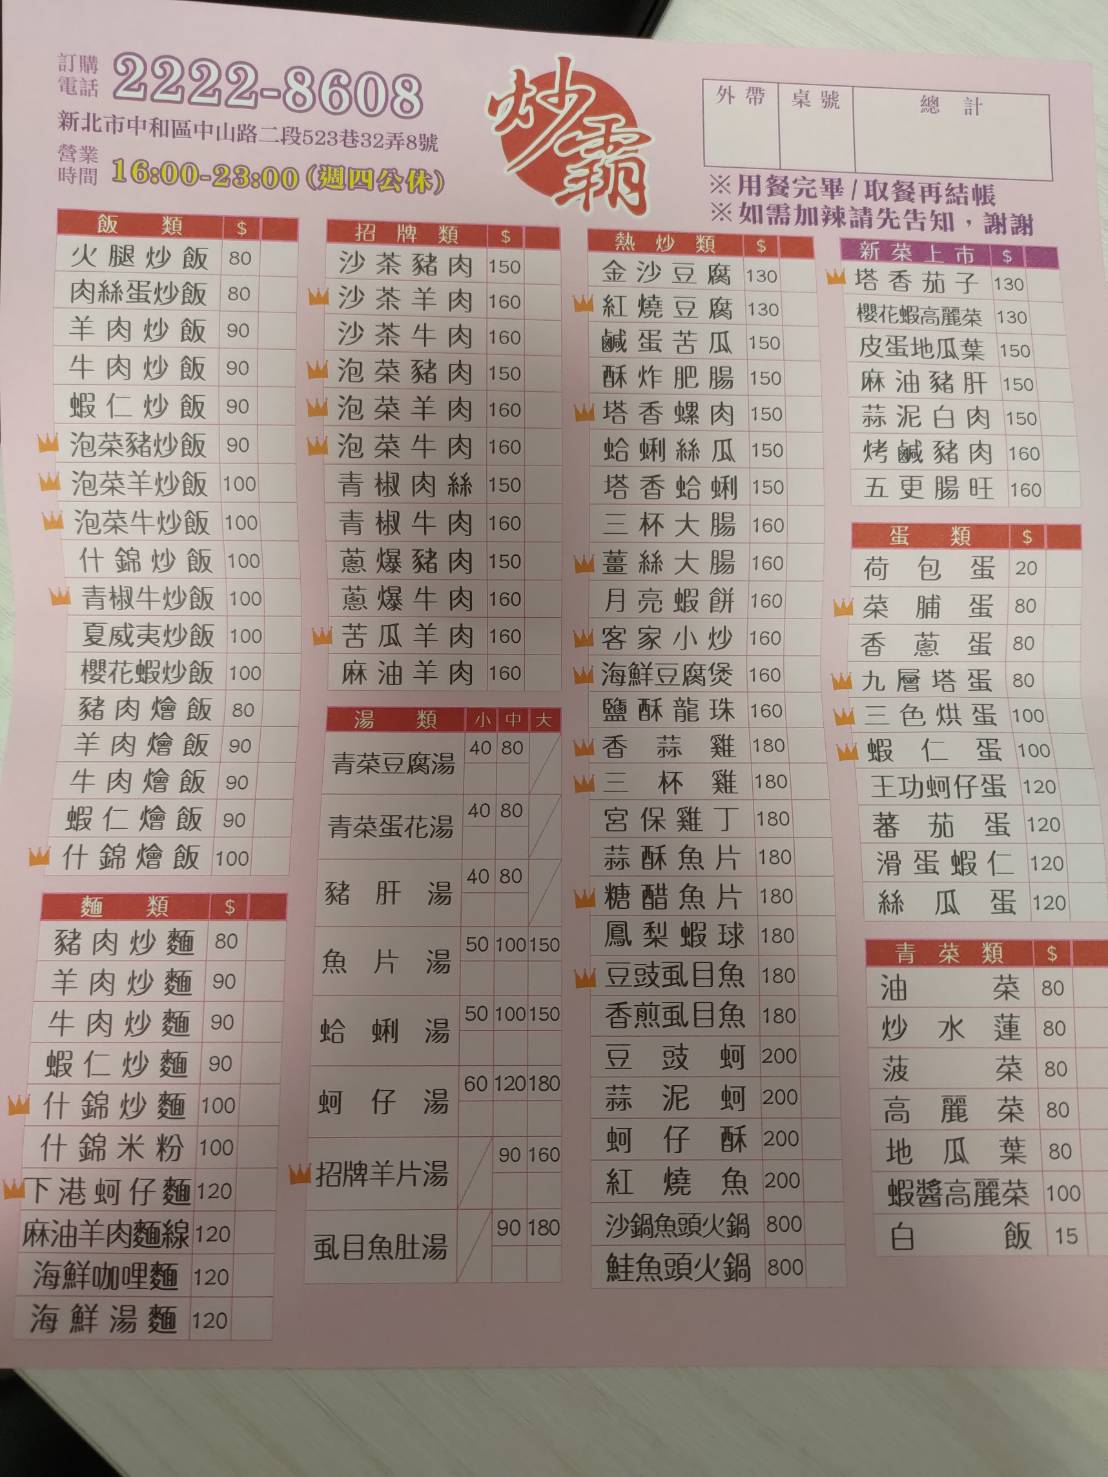 訂購電話 2222-8608
新北市中和區中山路二段523巷32弄8號
營業時間 16:00-23:00 (週四公休)
炒霸
外帶 桌號 總計
※用餐完畢/取餐再結帳
※如需加辣請先告知，謝謝
飯類 $
火腿炒飯 80
肉絲蛋炒飯 80
羊肉炒飯 90
牛肉炒飯 90
蝦仁炒飯 90
泡菜豬炒飯 90
泡菜羊炒飯 100
泡菜牛炒飯 100
什錦炒飯 100
青椒牛炒飯 100
夏威夷炒飯 100
櫻花蝦炒飯 100
豬肉燴飯 80
羊肉燴飯 90
牛肉燴飯 90
蝦仁燴飯 90
什錦燴飯 100
麵類 $
豬肉炒麵 80
羊肉炒麵 90
牛肉炒麵 90
蝦仁炒麵 90
什錦炒麵 100
什錦米粉 100
下港蚵仔麵 120
麻油羊肉麵線 120
海鮮咖哩麵 120
海鮮湯麵 120
招牌類 $
沙茶豬肉 150
沙茶羊肉 160
沙茶牛肉 160
泡菜豬肉 150
泡菜羊肉 160
泡菜牛肉 160
青椒肉絲 150
青椒牛肉 160
蔥爆豬肉 150
蔥爆牛肉 160
苦瓜羊肉 160
麻油羊肉 160
湯類 小 中 大
青菜豆腐湯 40 80
青菜蛋花湯 40 80
豬肝湯 40 80
魚片湯 50 100 150
蛤蜊湯 50 100 150
蚵仔湯 60 120 180
招牌羊片湯 90 160
虱目魚肚湯 90 180
熱炒類 $
金沙豆腐 130
紅燒豆腐 130
鹹蛋苦瓜 150
酥炸肥腸 150
塔香螺肉 150
蛤蜊絲瓜 150
塔香蛤蜊 150
三杯大腸 160
薑絲大腸 160
月亮蝦餅 160
客家小炒 160
海鮮豆腐煲 160
鹽酥龍珠 160
香蒜雞 180
三杯雞 180
宮保雞丁 180
蒜酥魚片 180
糖醋魚片 180
鳳梨蝦球 180
豆豉虱目魚 180
香煎虱目魚 180
豆豉蚵 200
蒜泥蚵 200
蚵仔酥 200
紅燒魚 200
沙鍋魚頭火鍋 800
鮭魚頭火鍋 800
新菜上市 $
塔香茄子 130
櫻花蝦高麗菜 130
皮蛋地瓜葉 150
麻油豬肝 150
蒜泥白肉 150
烤鹹豬肉 160
五更腸旺 160
蛋類 $
荷包蛋 20
菜脯蛋 80
香蔥蛋 80
九層塔蛋 80
三色烘蛋 100
蝦仁蛋 100
王功蚵仔蛋 120
蕃茄蛋 120
滑蛋蝦仁 120
絲瓜蛋 120
青菜類 $
油菜 80
炒水蓮 80
菠菜 80
高麗菜 80
地瓜葉 80
蝦醬高麗菜 100
白飯 15